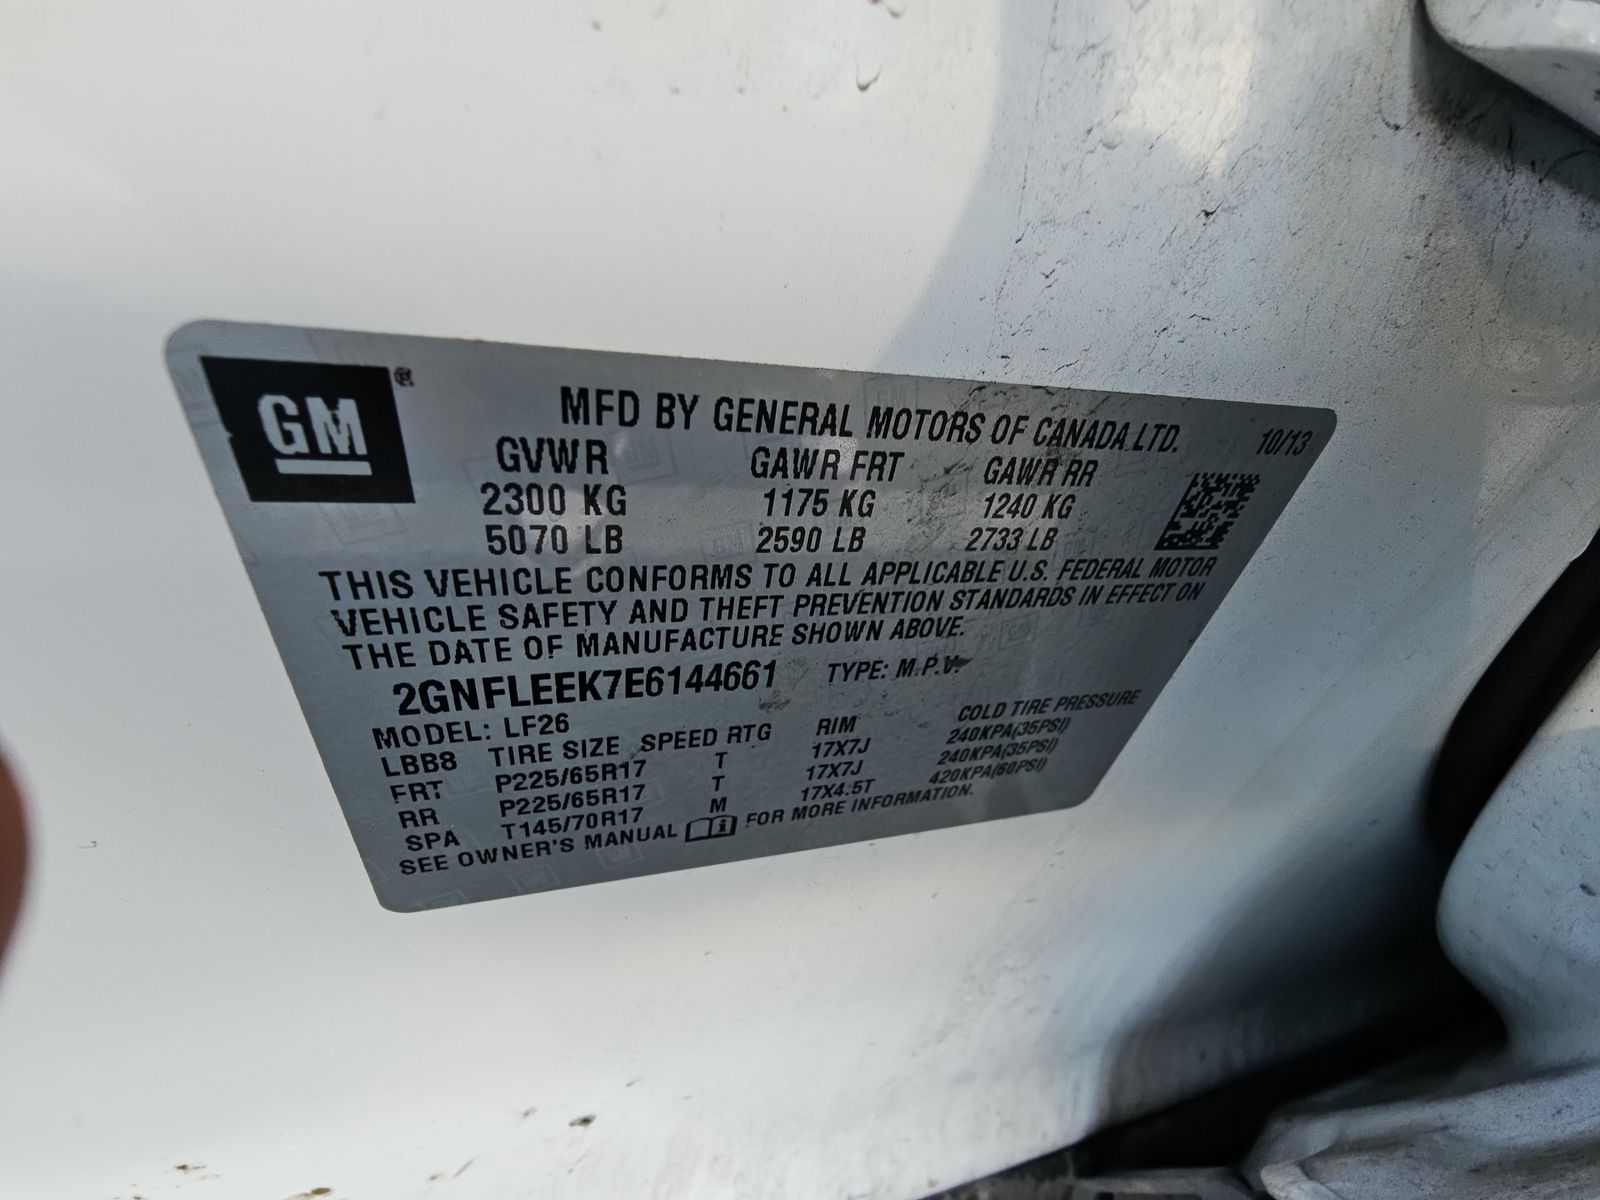 GM®
MFD BY GENERAL MOTORS OF CANADA LTD. 10/13
GVWR GAWR FRT GAWR RR
2300 KG 1175 KG 1240 KG
5070 LB 2590 LB 2733 LB
THIS VEHICLE CONFORMS TO ALL APPLICABLE U.S. FEDERAL MOTOR
VEHICLE SAFETY AND THEFT PREVENTION STANDARDS IN EFFECT ON
THE DATE OF MANUFACTURE SHOWN ABOVE.
2GNFLEEK7E6144661 TYPE: M.P.V.
MODEL: LF26
LBB8 TIRE SIZE SPEED RTG RIM COLD TIRE PRESSURE
FRT P225/65R17 T 17X7J 240KPA(35PSI)
RR P225/65R17 T 17X7J 240KPA(35PSI)
SPA T145/70R17 M 17X4.5T 420KPA(60PSI)
SEE OWNER'S MANUAL FOR MORE INFORMATION.